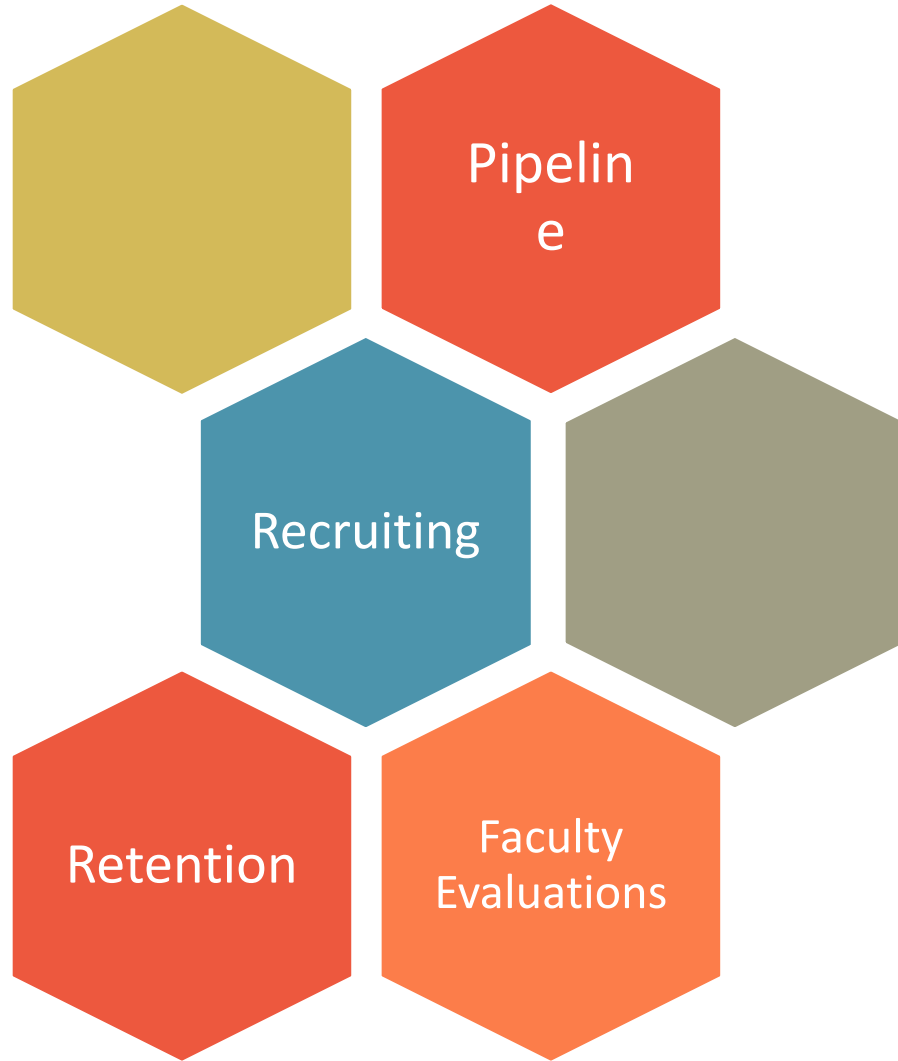 Pipelin
e
Recruiting
Retention
Faculty
Evaluations